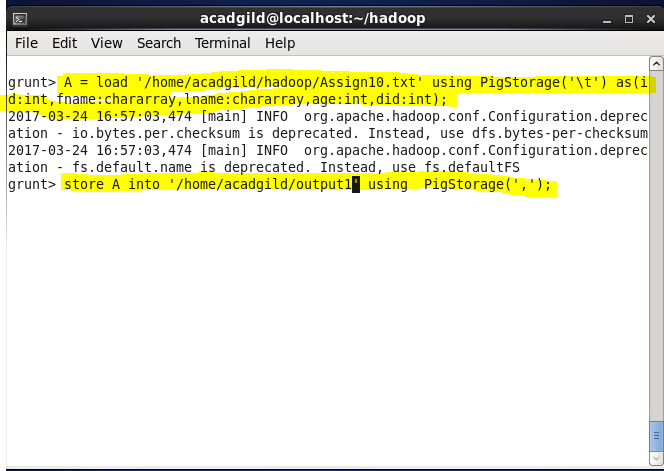 acadgild@localhost:~/hadoop
File Edit View Search Terminal Help
grunt> A = load '/home/acadgild/hadoop/Assign10.txt' using PigStorage('\t') as(i
d:int,fname:chararray,lname:chararray,age:int,did:int);
2017-03-24 16:57:03,474 [main] INFO  org.apache.hadoop.conf.Configuration.deprec
ation - io.bytes.per.checksum is deprecated. Instead, use dfs.bytes-per-checksum
2017-03-24 16:57:03,474 [main] INFO  org.apache.hadoop.conf.Configuration.deprec
ation - fs.default.name is deprecated. Instead, use fs.defaultFS
grunt> store A into '/home/acadgild/output1' using  PigStorage(',');